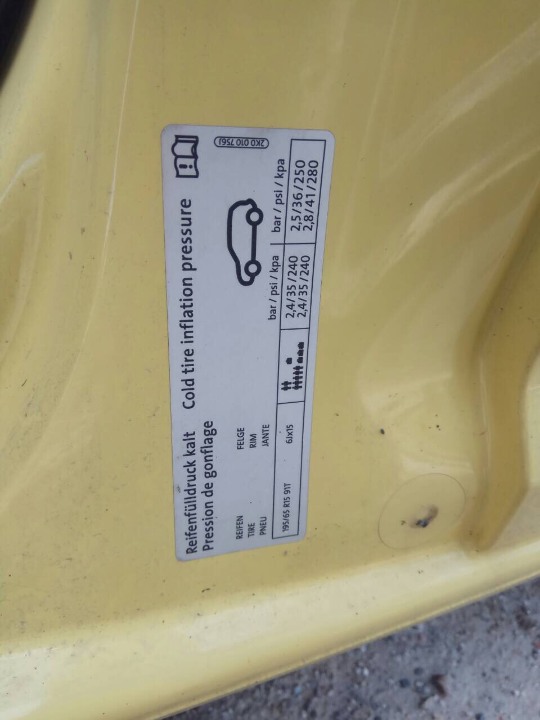 Reifenfülldruck kalt Cold tire inflation pressure
Pression de gonflage
2K0 010 756J
REIFEN FELGE
TIRE RIM
PNEU JANTE bar / psi / kpa bar / psi / kpa
195/65 R15 91T 6Jx15 2,4/35/240 2,5/36/250
2,4/35/240 2,8/41/280